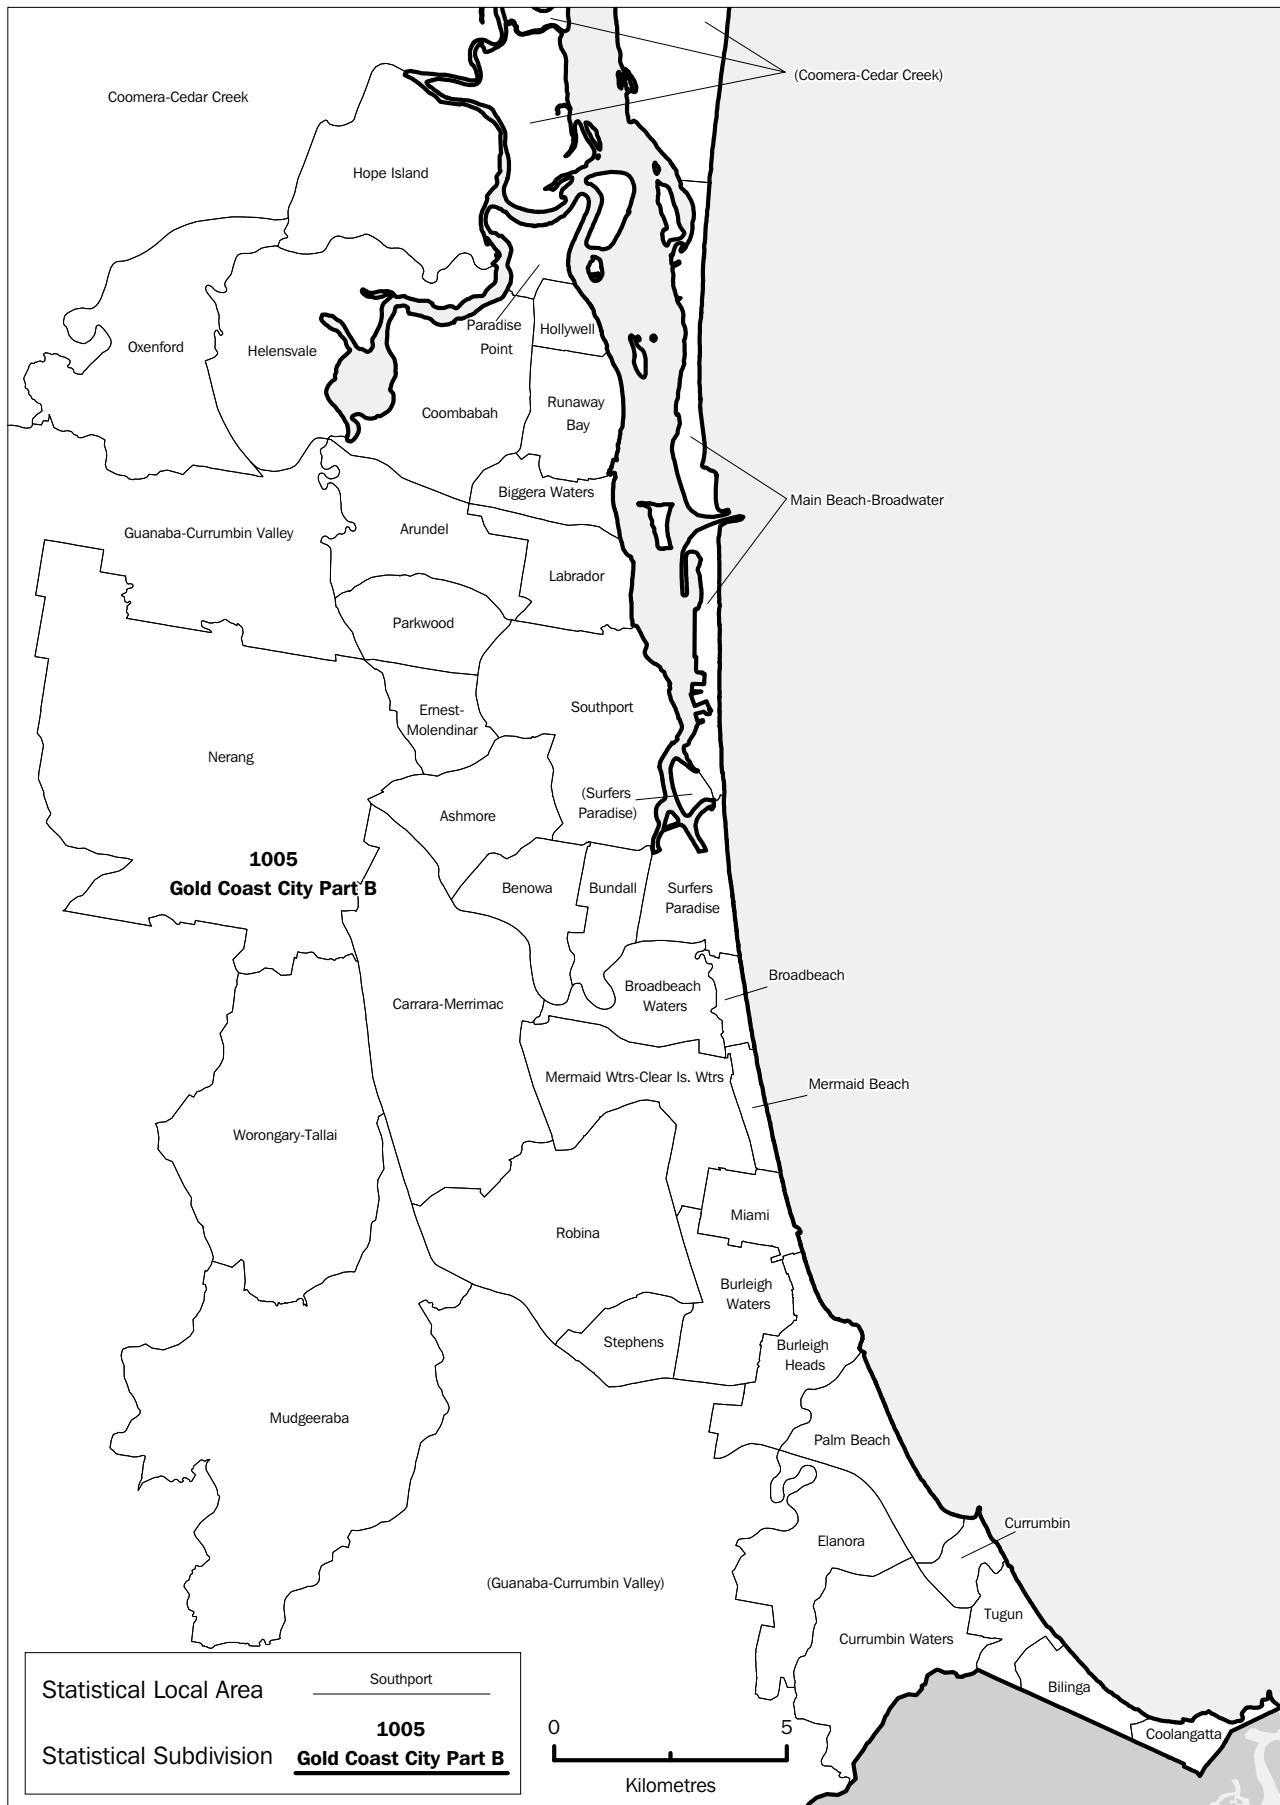 (Coomera-Cedar Creek)
Coomera-Cedar Creek
Hope Island
Paradise
Point
Hollywell
Oxenford
Helensvale
Coombabah
Runaway
Bay
Biggera Waters
Main Beach-Broadwater
Guanaba-Currumbin Valley
Arundel
Labrador
Parkwood
Ernest-
Molendinar
Southport
Nerang
(Surfers
Paradise)
Ashmore
1005
Gold Coast City Part B
Benowa
Bundall
Surfers
Paradise
Broadbeach
Broadbeach
Waters
Carrara-Merrimac
Mermaid Wtrs-Clear Is. Wtrs
Mermaid Beach
Worongary-Tallai
Miami
Robina
Burleigh
Waters
Stephens
Burleigh
Heads
Mudgeeraba
Palm Beach
Currumbin
Elanora
(Guanaba-Currumbin Valley)
Tugun
Currumbin Waters
Bilinga
Coolangatta
Statistical Local Area
Southport
Statistical Subdivision
1005
Gold Coast City Part B
0
5
Kilometres